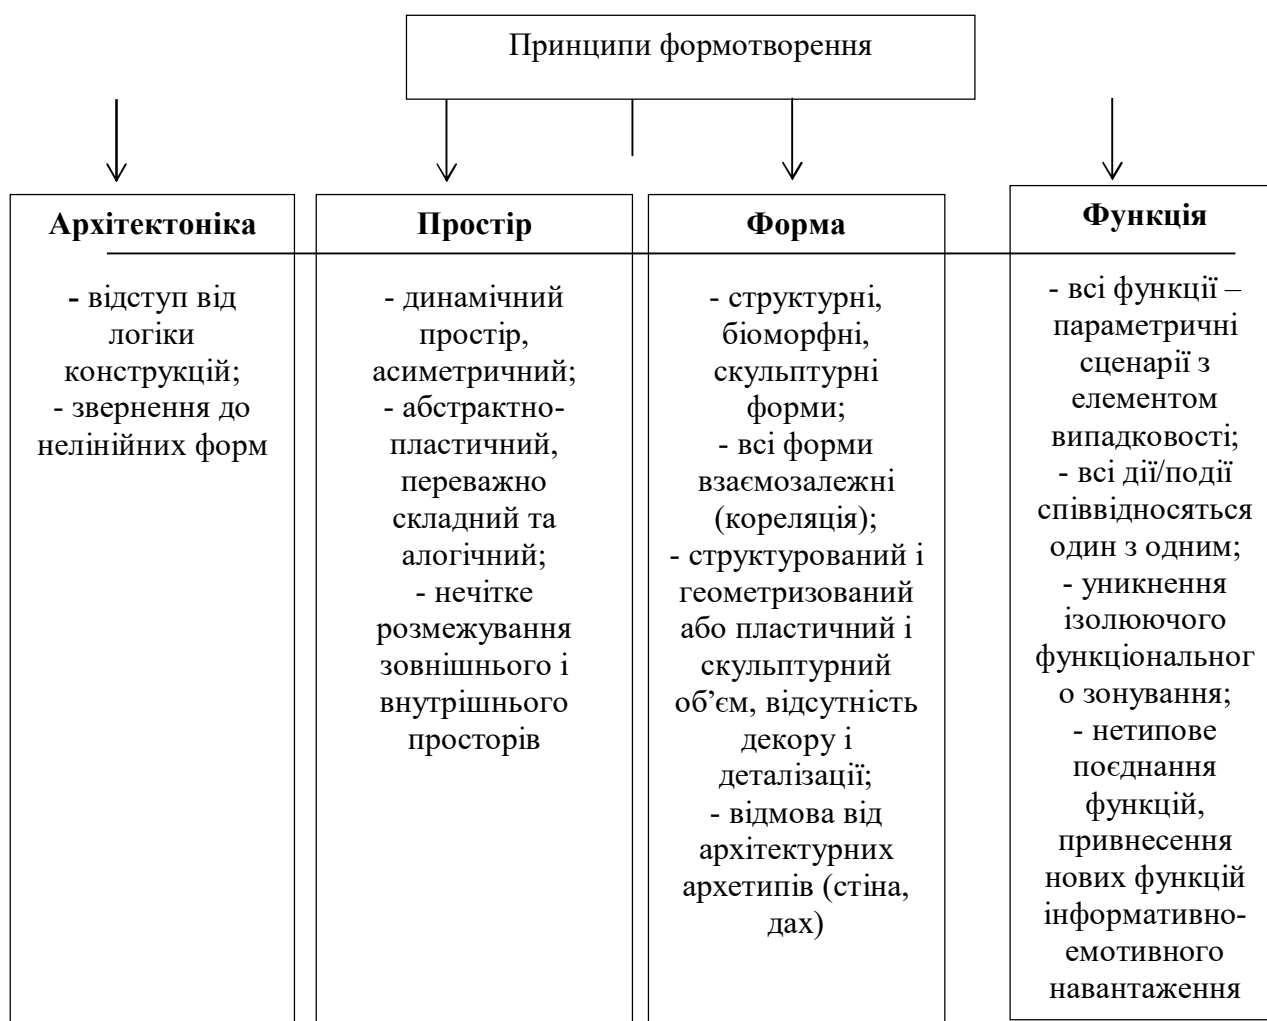 Принципи формотворення
Архітектоніка
- відступ від
логіки
конструкцій;
- звернення до
нелінійних форм
Простір
- динамічний
простір,
асиметричний;
- абстрактно-
пластичний,
переважно
складний та
алогічний;
- нечітке
розмежування
зовнішнього і
внутрішнього
просторів
Форма
- структурні,
біоморфні,
скульптурні
форми;
- всі форми
взаємозалежні
(кореляція);
- структурований і
геометризований
або пластичний і
скульптурний
об’єм, відсутність
декору і
деталізації;
- відмова від
архітектурних
архетипів (стіна,
дах)
Функція
- всі функції –
параметричні
сценарії з
елементом
випадковості;
- всі дії/події
співвідносяться
один з одним;
- уникнення
ізолюючого
функціональног
о зонування;
- нетипове
поєднання
функцій,
привнесення
нових функцій
інформативно-
емотивного
навантаження